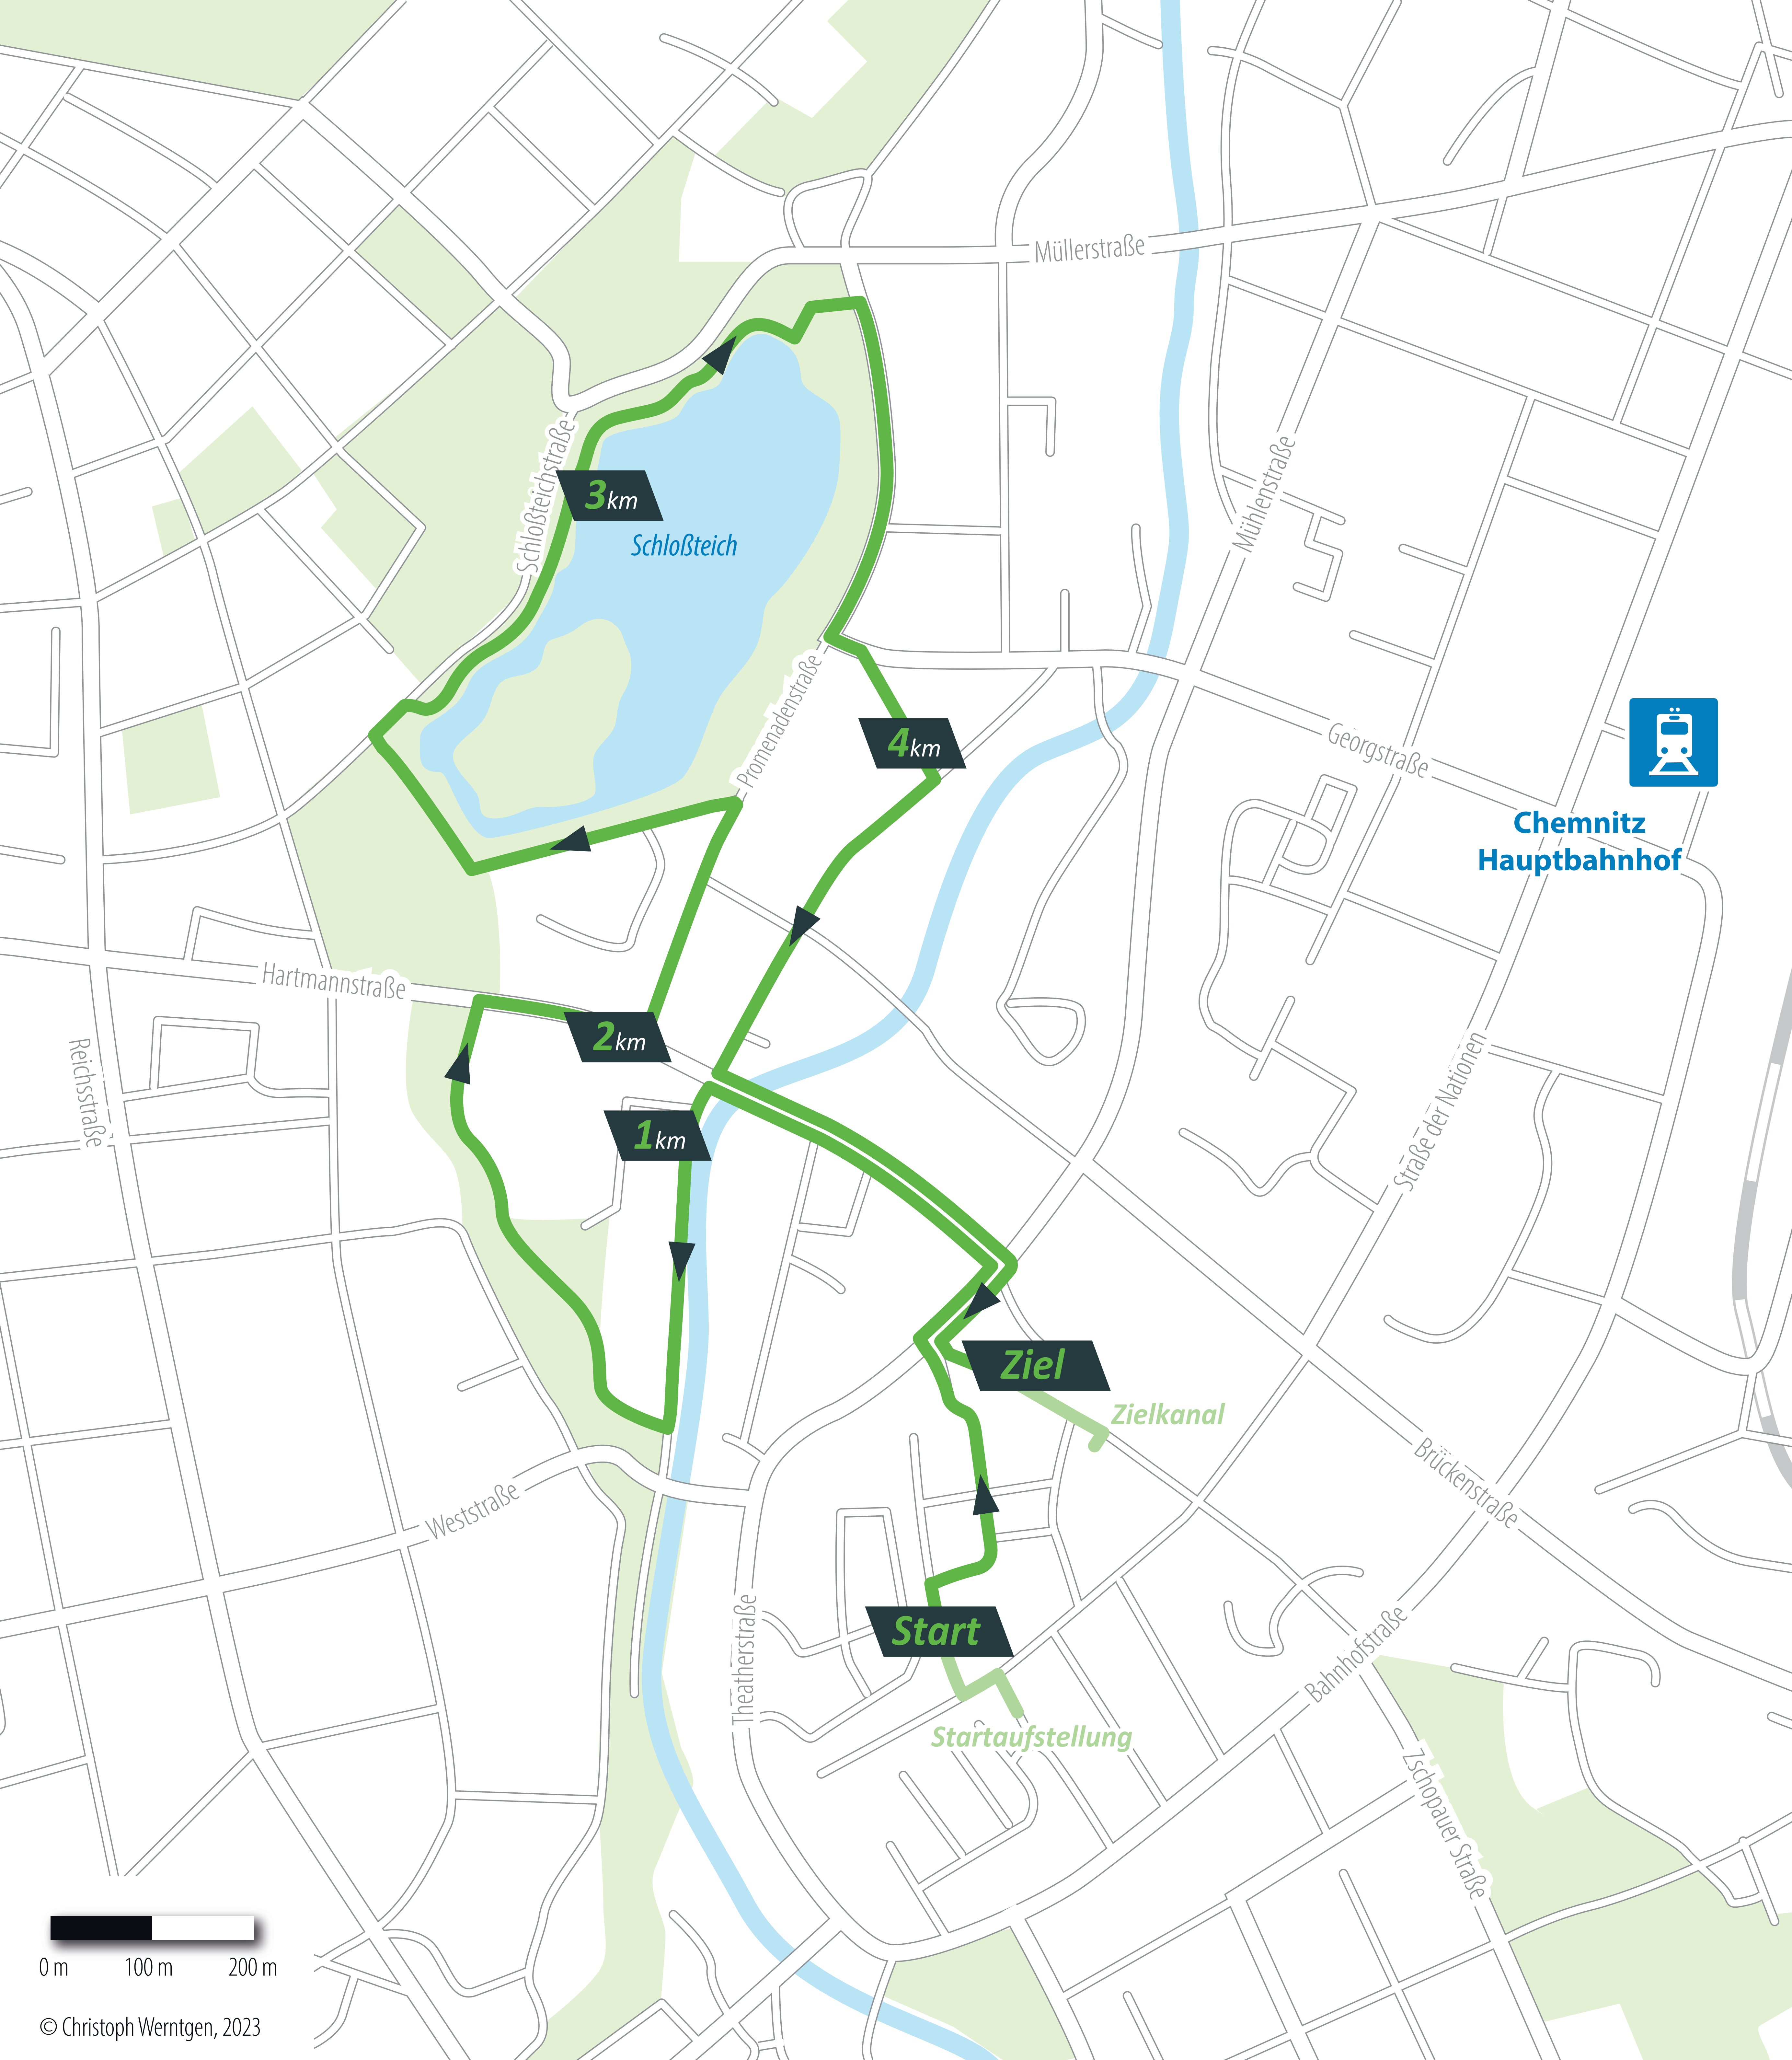 Müllerstraße
Schloßteichstraße
3km
Schloßteich
Mühlenstraße
Promenadenstraße
4km
Georgstraße
Chemnitz
Hauptbahnhof
Hartmannstraße
2km
Reichsstraße
1km
Straße der Nationen
Ziel
Zielkanal
Brückenstraße
Weststraße
Start
Theatherstraße
Bahnhofstraße
Startaufstellung
Zschopauer Straße
0 m 100 m 200 m
© Christoph Werntgen, 2023